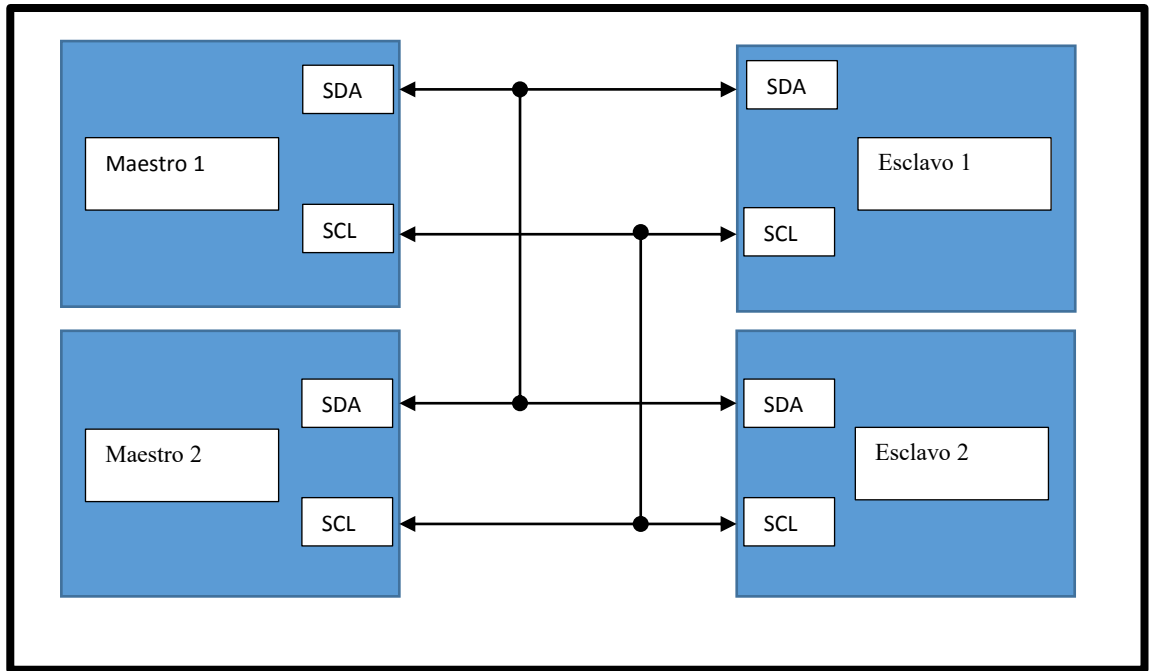 SDA
Maestro 1
SCL
SDA
Esclavo 1
SCL
SDA
Maestro 2
SCL
SDA
Esclavo 2
SCL